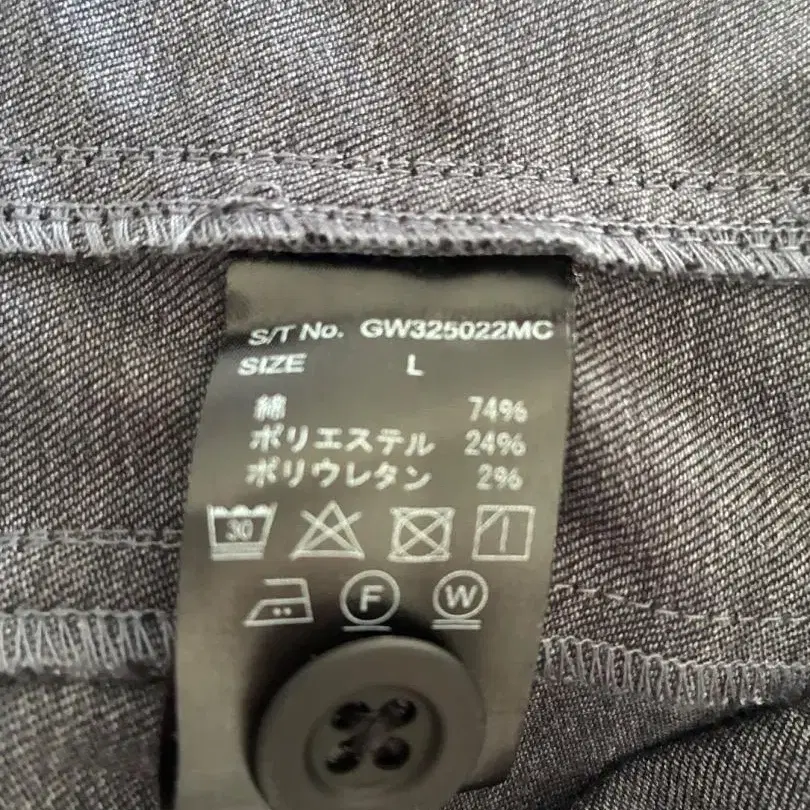 S/T No. GW325022MC
SIZE L
綿 74%
ポリエステル 24%
ポリウレタン 2%
30
F W